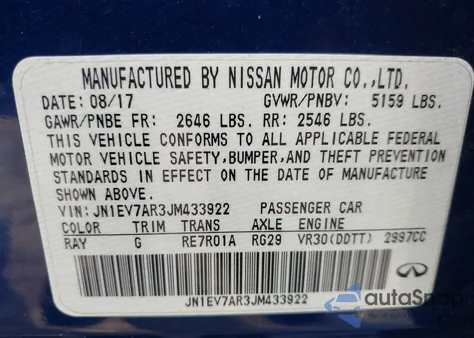 MANUFACTURED BY NISSAN MOTOR CO.,LTD.
DATE: 08/17 GVWR/PNBV: 5159 LBS.
GAWR/PNBE FR: 2646 LBS. RR: 2546 LBS.
THIS VEHICLE CONFORMS TO ALL APPLICABLE FEDERAL
MOTOR VEHICLE SAFETY,BUMPER,AND THEFT PREVENTION
STANDARDS IN EFFECT ON THE DATE OF MANUFACTURE
SHOWN ABOVE.
VIN: JN1EV7AR3JM433922 PASSENGER CAR
COLOR TRIM TRANS AXLE ENGINE
RAY G RE7R01A RG29 VR30(DDTT) 2997CC
JN1EV7AR3JM433922
autoSnap